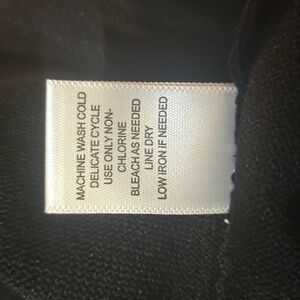 MACHINE WASH COLD
DELICATE CYCLE
USE ONLY NON-
CHLORINE
BLEACH AS NEEDED
LINE DRY
LOW IRON IF NEEDED